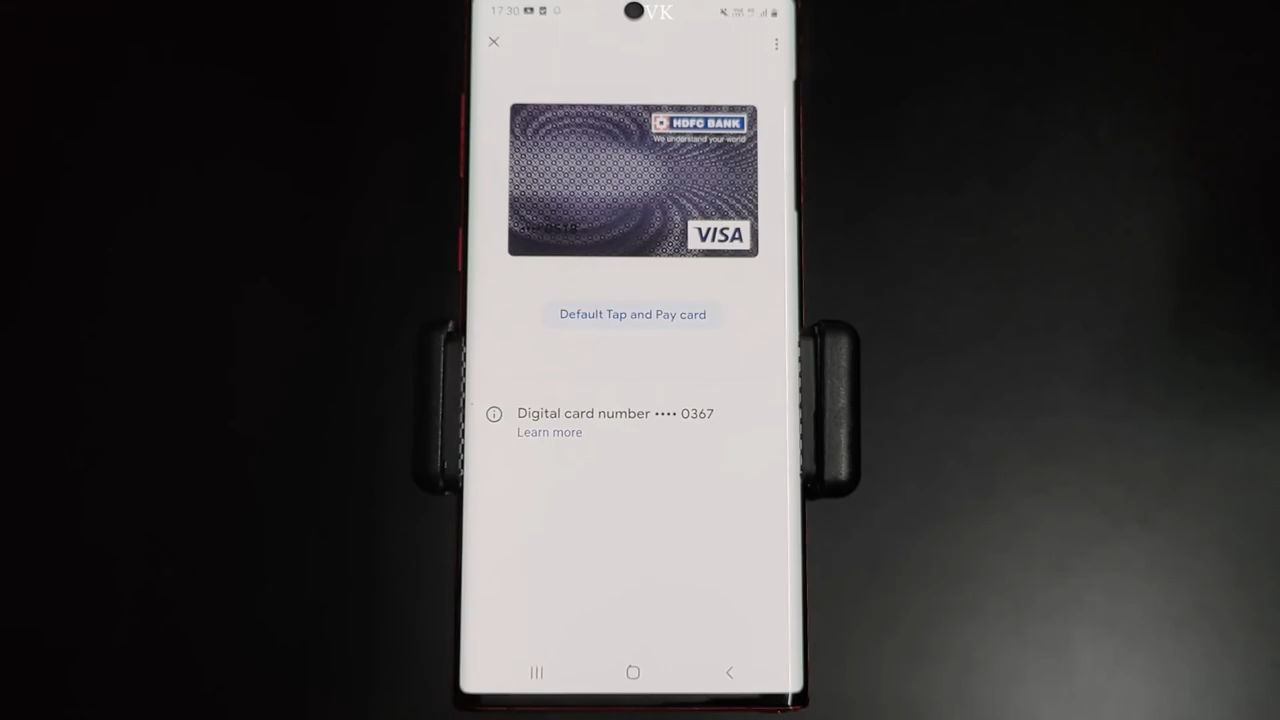 17:30
VK
HDFC BANK
We understand your world
VISA
Default Tap and Pay card
Digital card number •••• 0367
Learn more